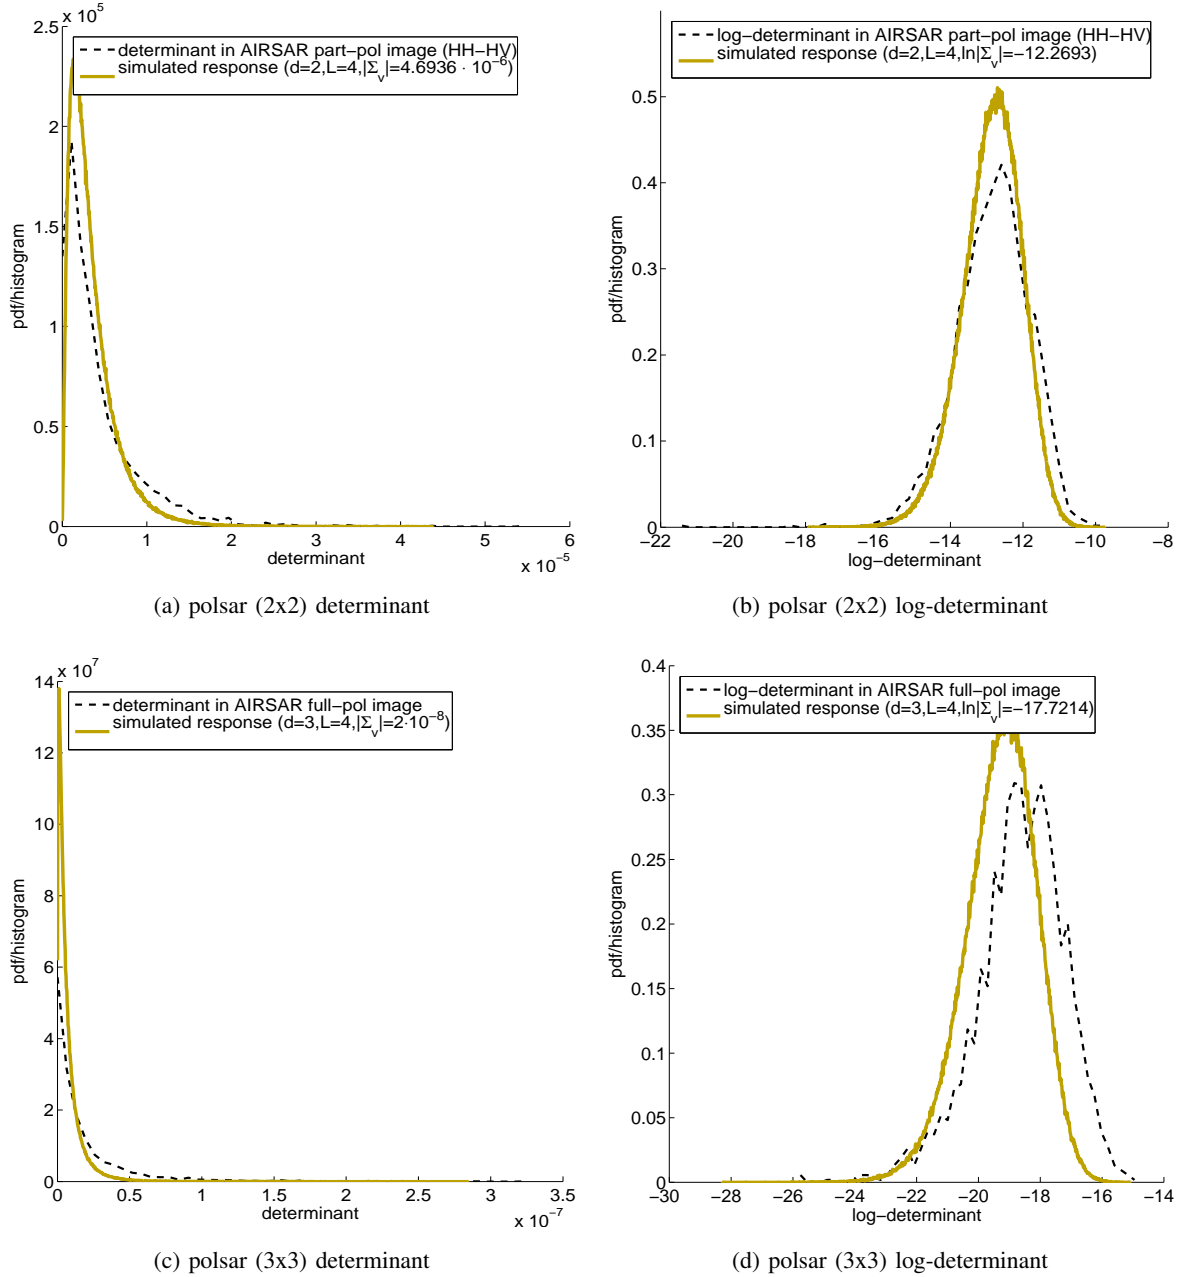 x 10^5
2.5
2
1.5
1
0.5
0
pdf/histogram
determinant in AIRSAR part−pol image (HH−HV)
simulated response (d=2,L=4,|Σ_v|=4.6936 · 10^−6)
0 1 2 3 4 5 6
determinant
x 10^−5
(a) polsar (2x2) determinant
0.5
0.4
0.3
0.2
0.1
0
pdf/histogram
log−determinant in AIRSAR part−pol image (HH−HV)
simulated response (d=2,L=4,ln|Σ_v|=−12.2693)
−22 −20 −18 −16 −14 −12 −10 −8
log−determinant
(b) polsar (2x2) log-determinant
x 10^7
14
12
10
8
6
4
2
0
pdf/histogram
determinant in AIRSAR full−pol image
simulated response (d=3,L=4,|Σ_v|=2·10^−8)
0 0.5 1 1.5 2 2.5 3 3.5
determinant
x 10^−7
(c) polsar (3x3) determinant
0.4
0.35
0.3
0.25
0.2
0.15
0.1
0.05
0
pdf/histogram
log−determinant in AIRSAR full−pol image
simulated response (d=3,L=4,ln|Σ_v|=−17.7214)
−30 −28 −26 −24 −22 −20 −18 −16 −14
log−determinant
(d) polsar (3x3) log-determinant